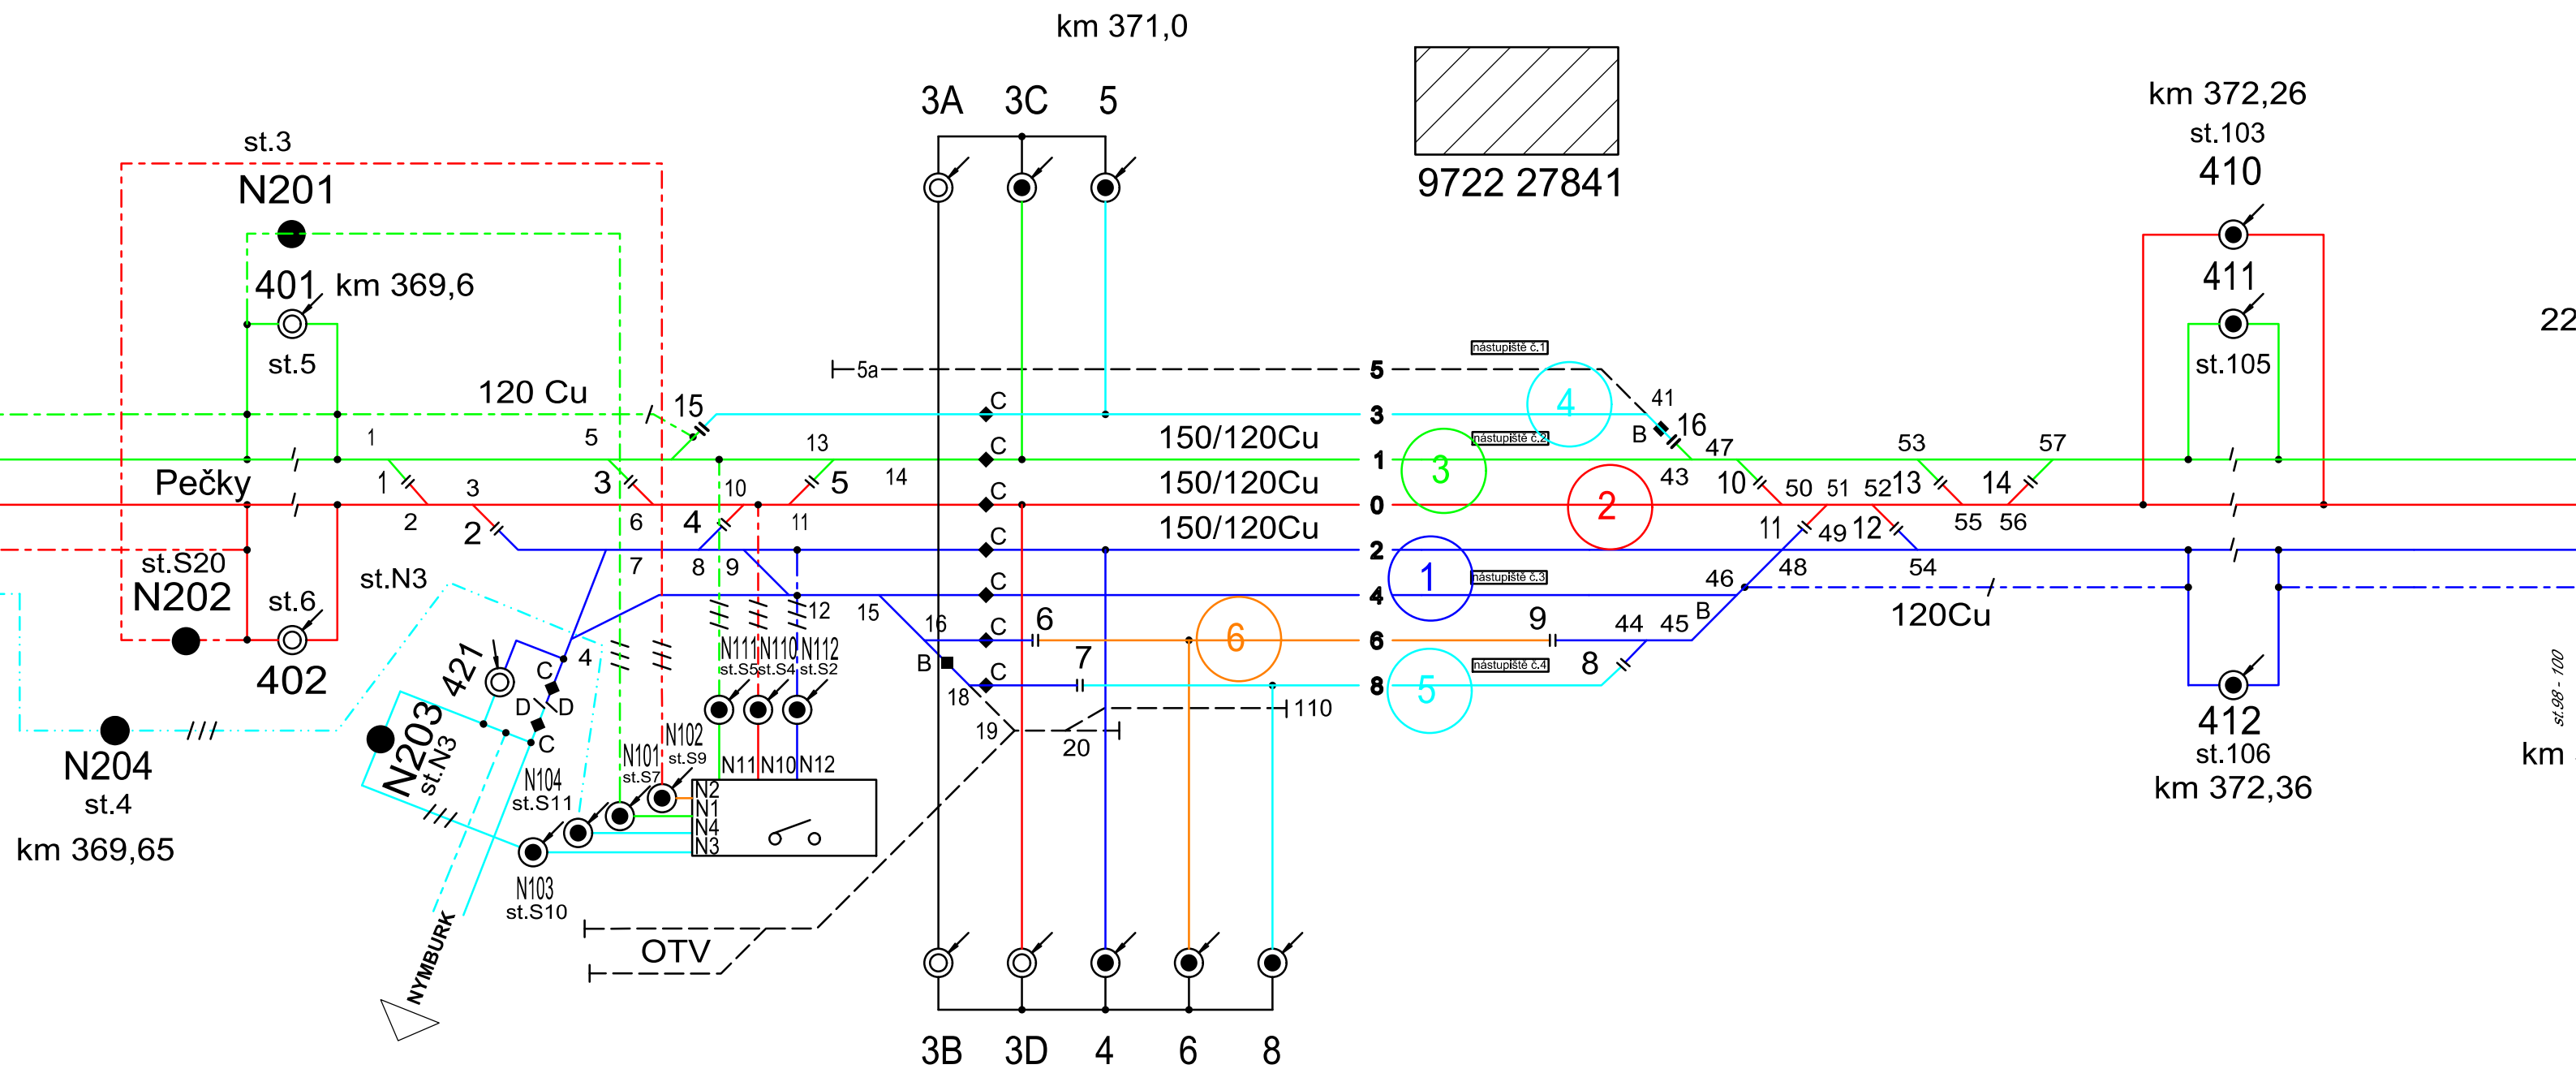 km 371,0
3A 3C 5
9722 27841
km 372,26
st.103
410
411
st.105
st.3
N201
401 km 369,6
st.5
120 Cu
15
1
5
13
Pečky
1
3
2
3
6
10
4
5
14
11
2
7
8
9
st.S20
N202
st.N3
st.6
402
421
4
12
15
16
C
C
C
C
C
C
B
18
19
20
110
5a
5
3
1
0
2
4
6
8
150/120Cu
150/120Cu
150/120Cu
nástupiště č.1
nástupiště č.2
nástupiště č.3
nástupiště č.4
4
3
2
1
6
5
6
7
9
8
41
16
B
47
43
10
50
51
52
53
13
14
57
55
56
11
49
12
48
54
46
B
44
45
120Cu
412
st.106
km 372,36
22
st.98 - 100
km
N204
st.4
km 369,65
N203
st.N3
C
D D
C
N111
st.S5
N110
st.S4
N112
st.S2
N11 N10 N12
N102
st.S9
N101
st.S7
N104
st.S11
N103
st.S10
N2
N1
N4
N3
OTV
NYMBURK
3B 3D 4 6 8